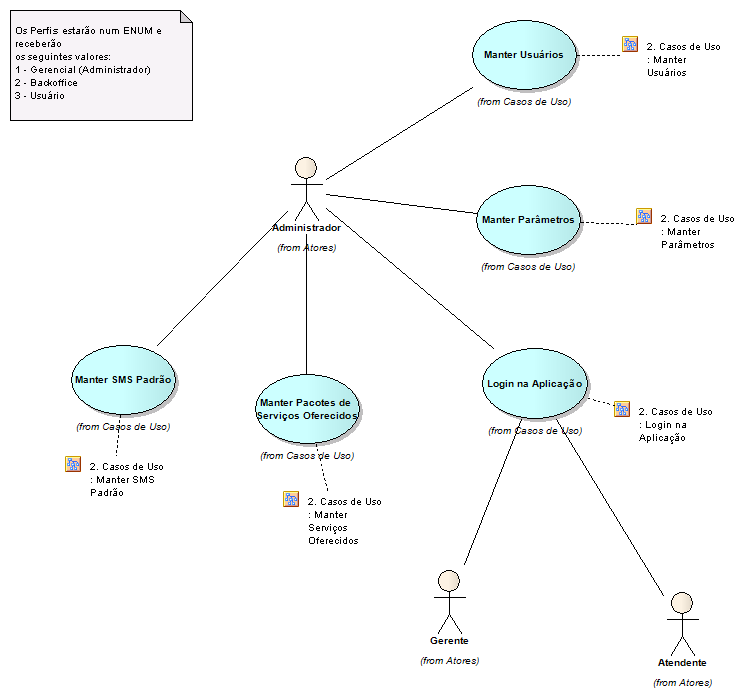 Os Perfis estarão num ENUM e
receberão
os seguintes valores:
1 - Gerencial (Administrador)
2 - Backoffice
3 - Usuário
Manter Usuários
(from Casos de Uso)
2. Casos de Uso
: Manter
Usuários
Administrador
(from Atores)
Manter Parâmetros
(from Casos de Uso)
2. Casos de Uso
: Manter
Parâmetros
Manter SMS Padrão
(from Casos de Uso)
2. Casos de Uso
: Manter SMS
Padrão
Manter Pacotes de
Serviços Oferecidos
(from Casos de Uso)
2. Casos de Uso
: Manter
Serviços
Oferecidos
Login na Aplicação
(from Casos de Uso)
2. Casos de Uso
: Login na
Aplicação
Gerente
(from Atores)
Atendente
(from Atores)